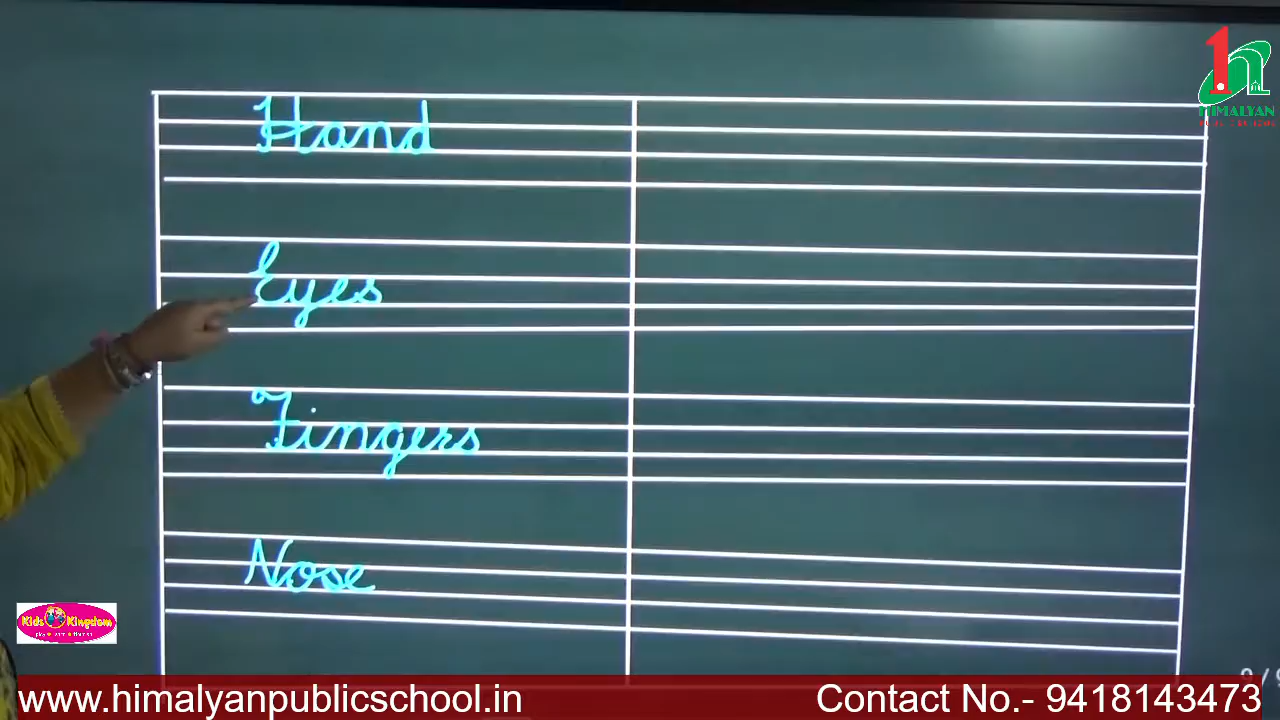 HIMALYAN
Hand
Eyes
Fingers
Nose
Kids Kingdom
www.himalyanpublicschool.in
Contact No.- 9418143473